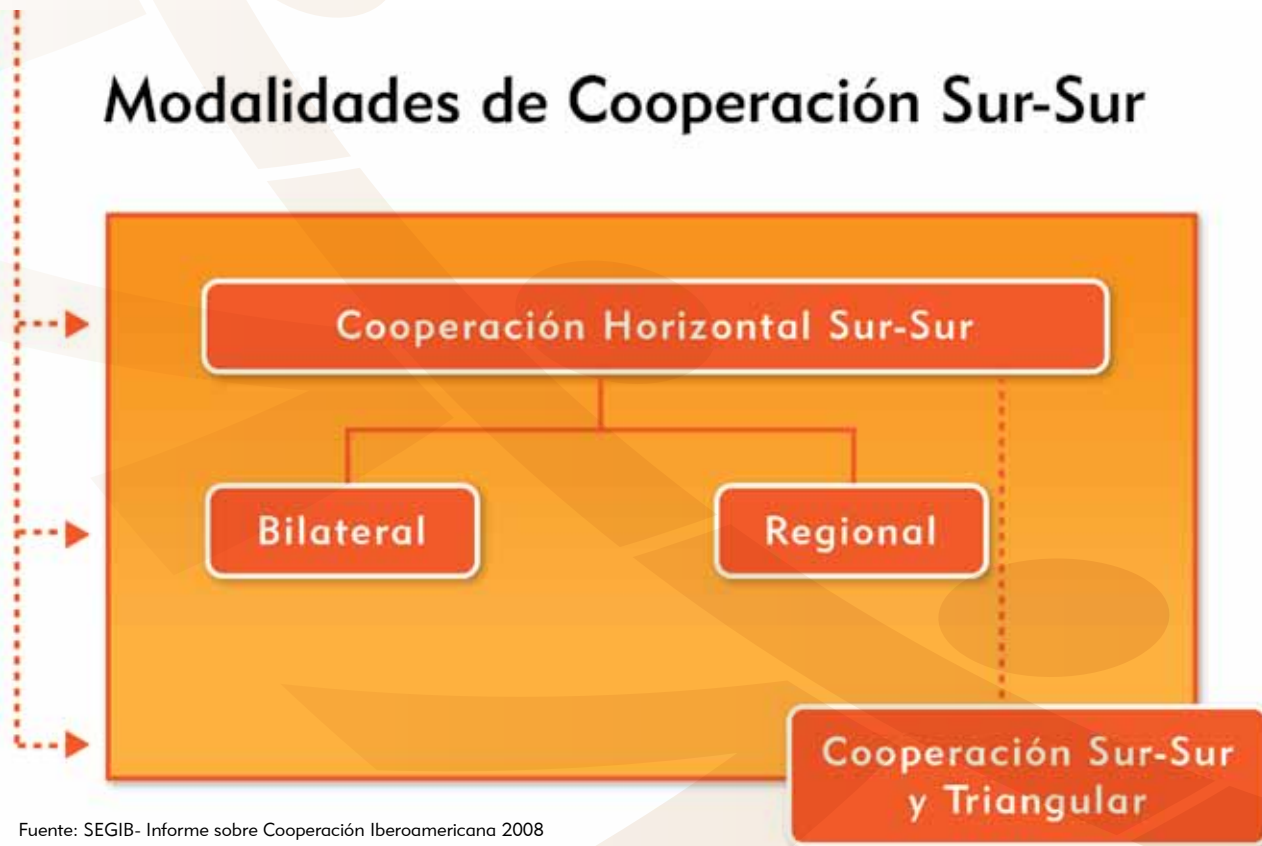 Modalidades de Cooperación Sur-Sur
Cooperación Horizontal Sur-Sur
Bilateral
Regional
Cooperación Sur-Sur
y Triangular
Fuente: SEGIB- Informe sobre Cooperación Iberoamericana 2008